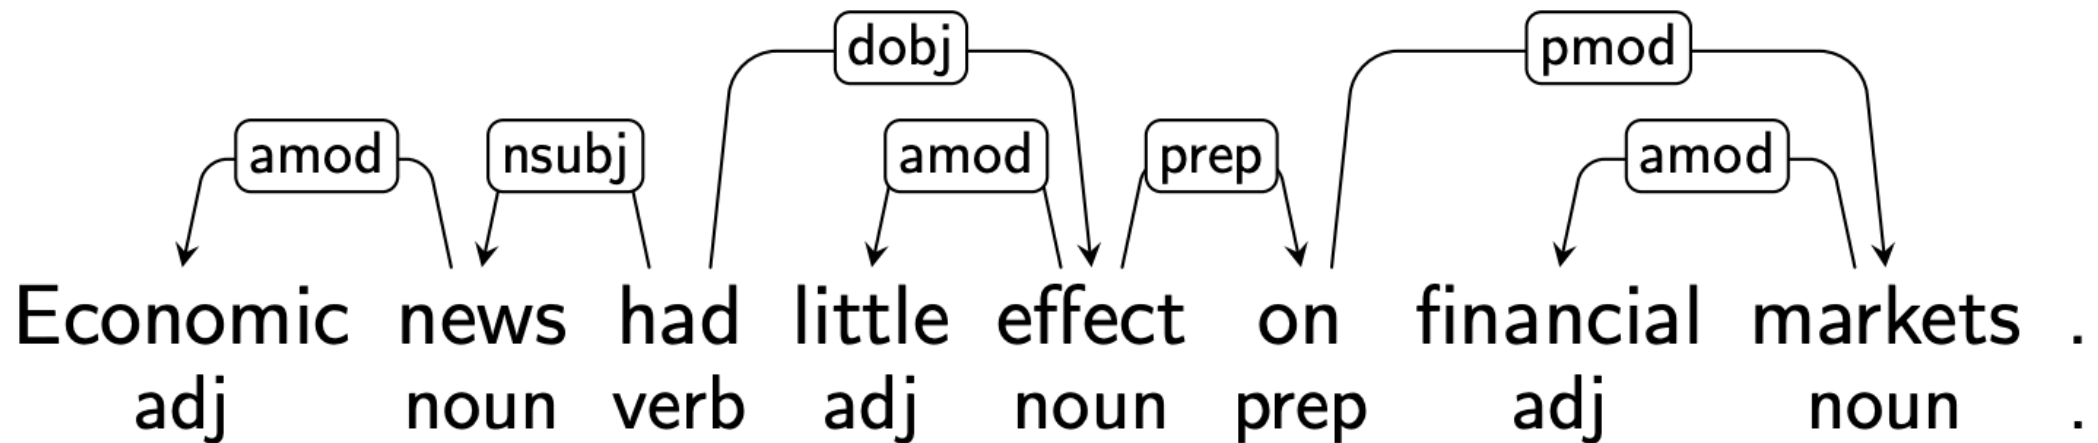 dobj pmod
amod nsubj amod prep amod
Economic news had little effect on financial markets .
adj noun verb adj noun prep adj noun .